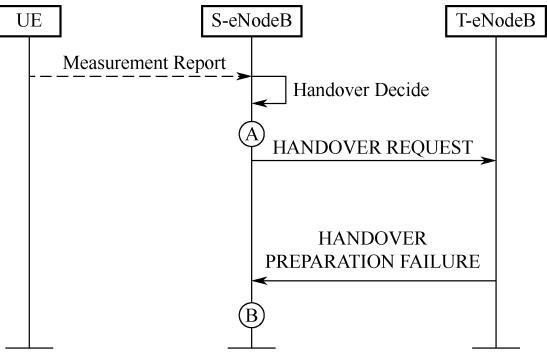 UE
S-eNodeB
T-eNodeB
Measurement Report
Handover Decide
A
HANDOVER REQUEST
HANDOVER
PREPARATION FAILURE
B